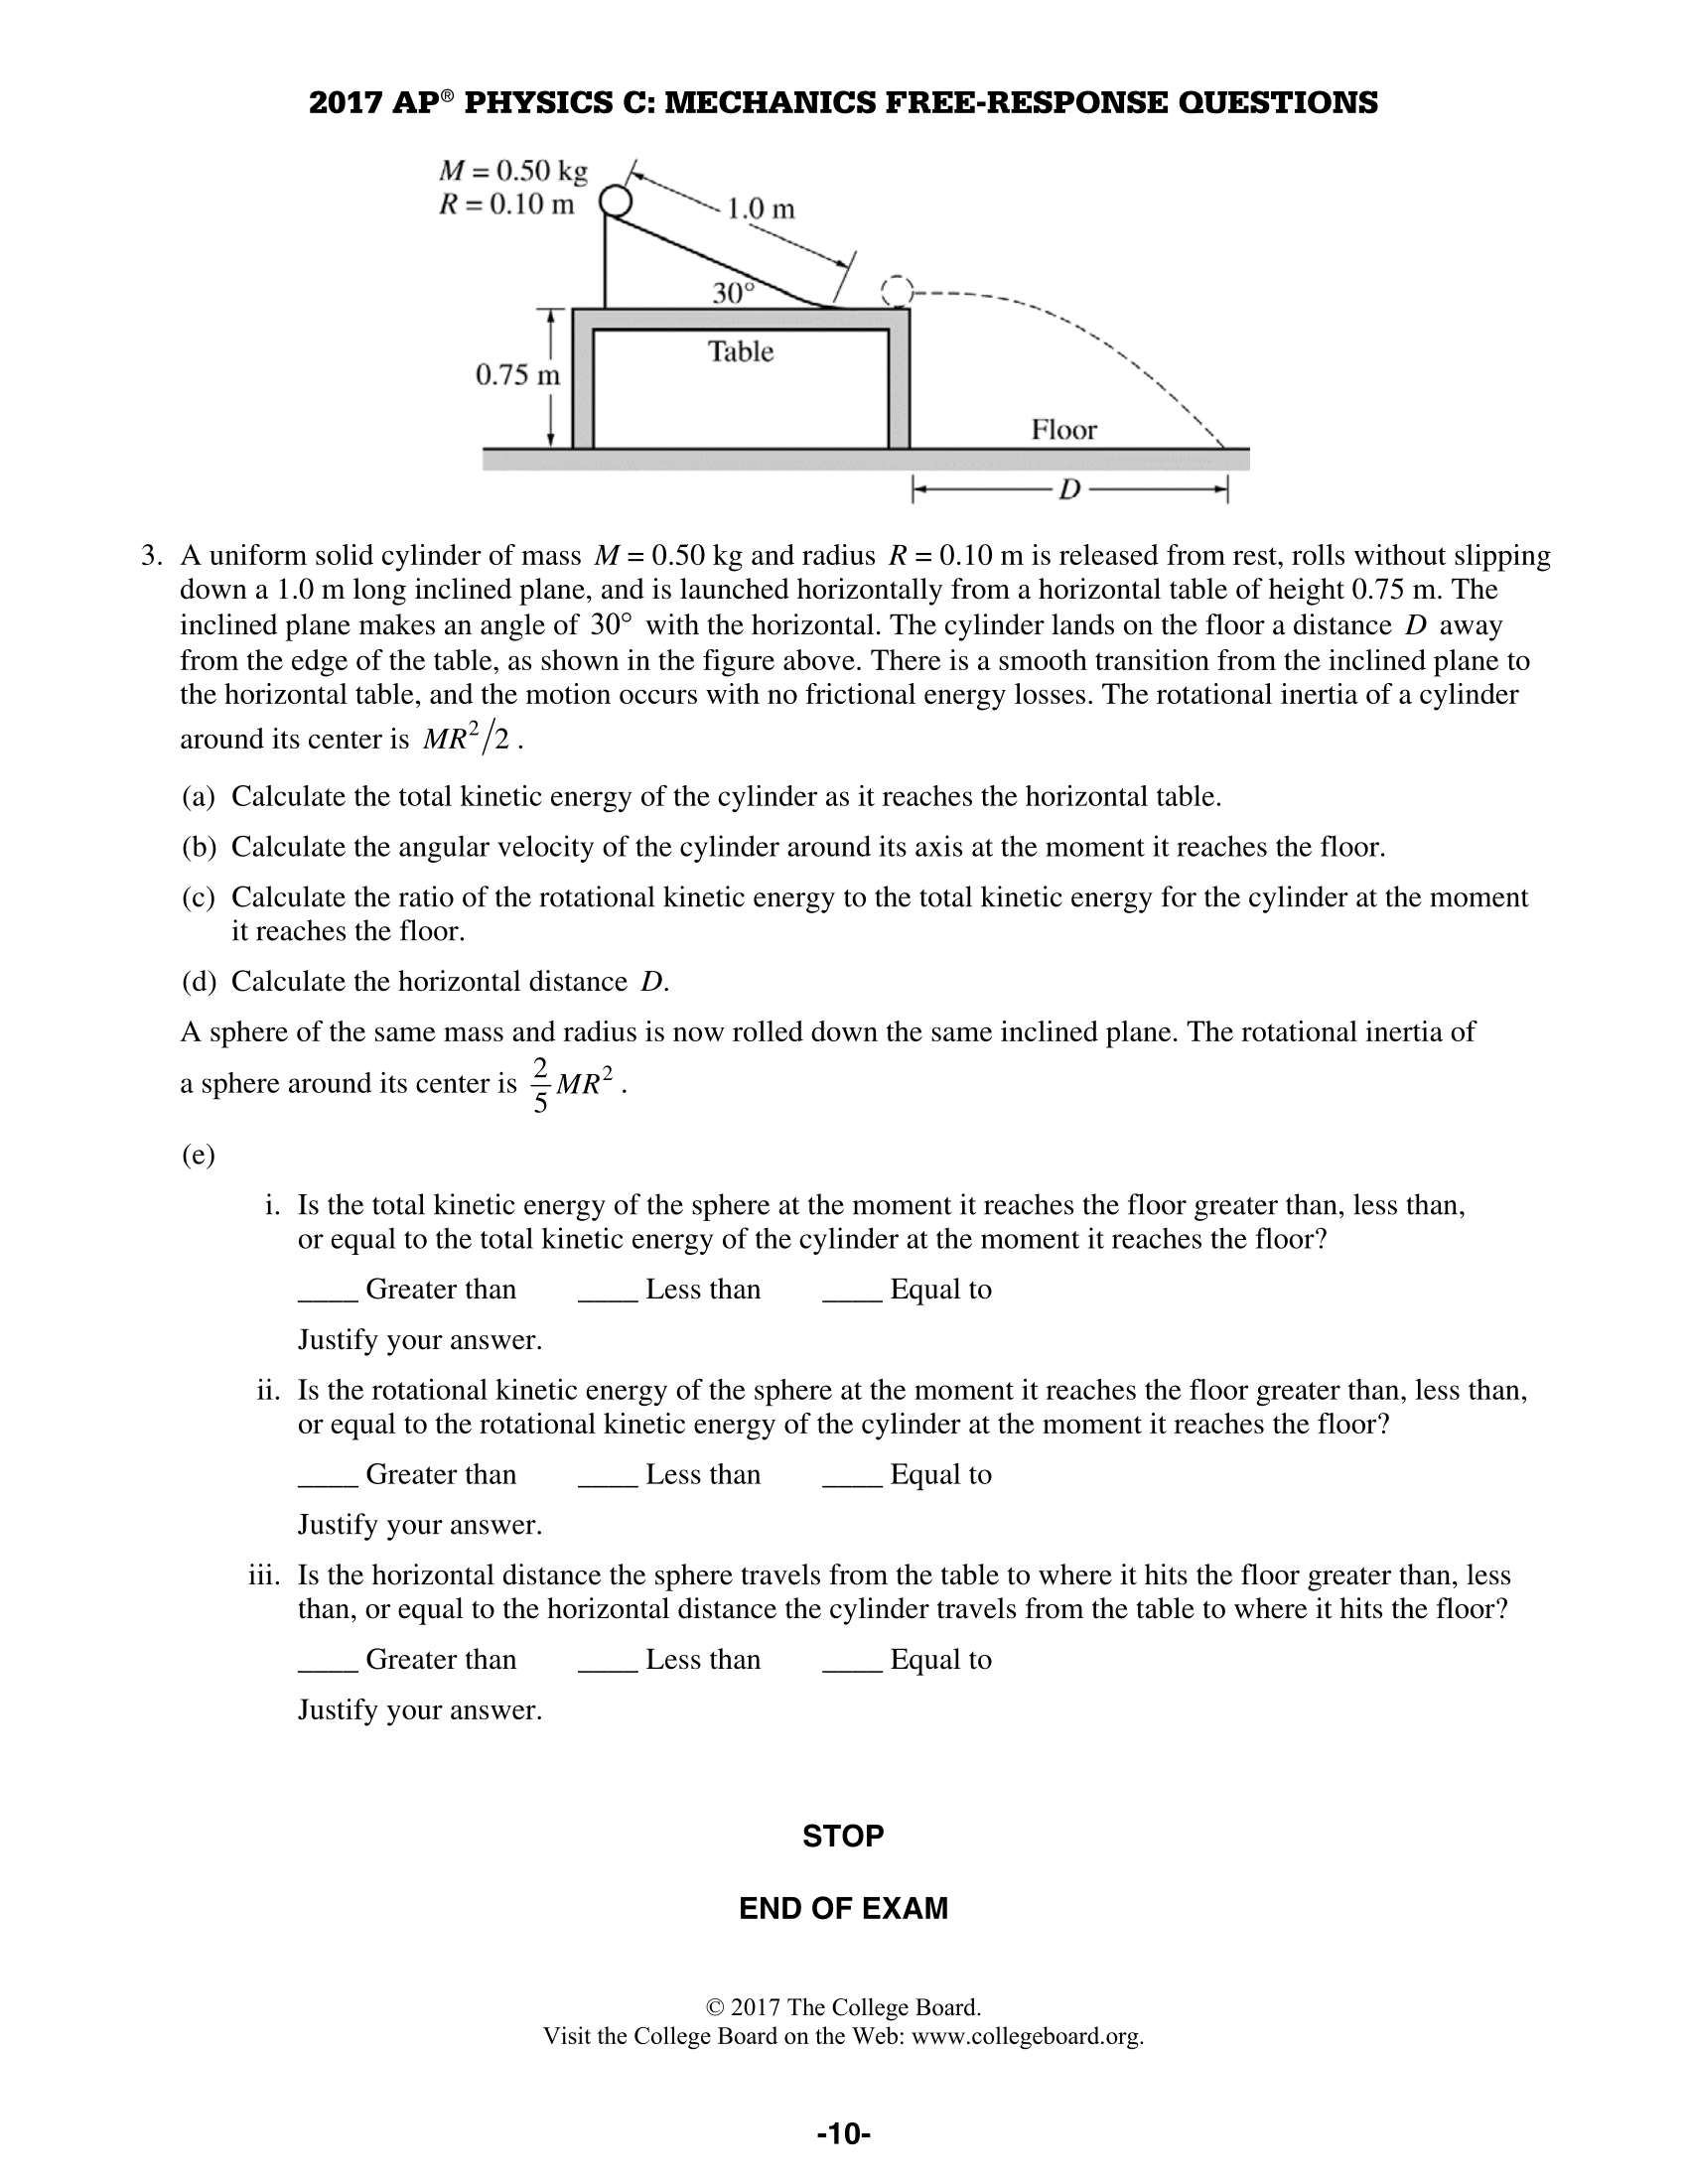 2017 AP® PHYSICS C: MECHANICS FREE-RESPONSE QUESTIONS
M = 0.50 kg
R = 0.10 m
1.0 m
30°
Table
0.75 m
Floor
D
3. A uniform solid cylinder of mass M = 0.50 kg and radius R = 0.10 m is released from rest, rolls without slipping
down a 1.0 m long inclined plane, and is launched horizontally from a horizontal table of height 0.75 m. The
inclined plane makes an angle of 30° with the horizontal. The cylinder lands on the floor a distance D away
from the edge of the table, as shown in the figure above. There is a smooth transition from the inclined plane to
the horizontal table, and the motion occurs with no frictional energy losses. The rotational inertia of a cylinder
around its center is MR²/2 .
(a) Calculate the total kinetic energy of the cylinder as it reaches the horizontal table.
(b) Calculate the angular velocity of the cylinder around its axis at the moment it reaches the floor.
(c) Calculate the ratio of the rotational kinetic energy to the total kinetic energy for the cylinder at the moment
it reaches the floor.
(d) Calculate the horizontal distance D.
A sphere of the same mass and radius is now rolled down the same inclined plane. The rotational inertia of
a sphere around its center is 2/5 MR² .
(e)
i. Is the total kinetic energy of the sphere at the moment it reaches the floor greater than, less than,
or equal to the total kinetic energy of the cylinder at the moment it reaches the floor?
____ Greater than ____ Less than ____ Equal to
Justify your answer.
ii. Is the rotational kinetic energy of the sphere at the moment it reaches the floor greater than, less than,
or equal to the rotational kinetic energy of the cylinder at the moment it reaches the floor?
____ Greater than ____ Less than ____ Equal to
Justify your answer.
iii. Is the horizontal distance the sphere travels from the table to where it hits the floor greater than, less
than, or equal to the horizontal distance the cylinder travels from the table to where it hits the floor?
____ Greater than ____ Less than ____ Equal to
Justify your answer.
STOP
END OF EXAM
© 2017 The College Board.
Visit the College Board on the Web: www.collegeboard.org.
-10-